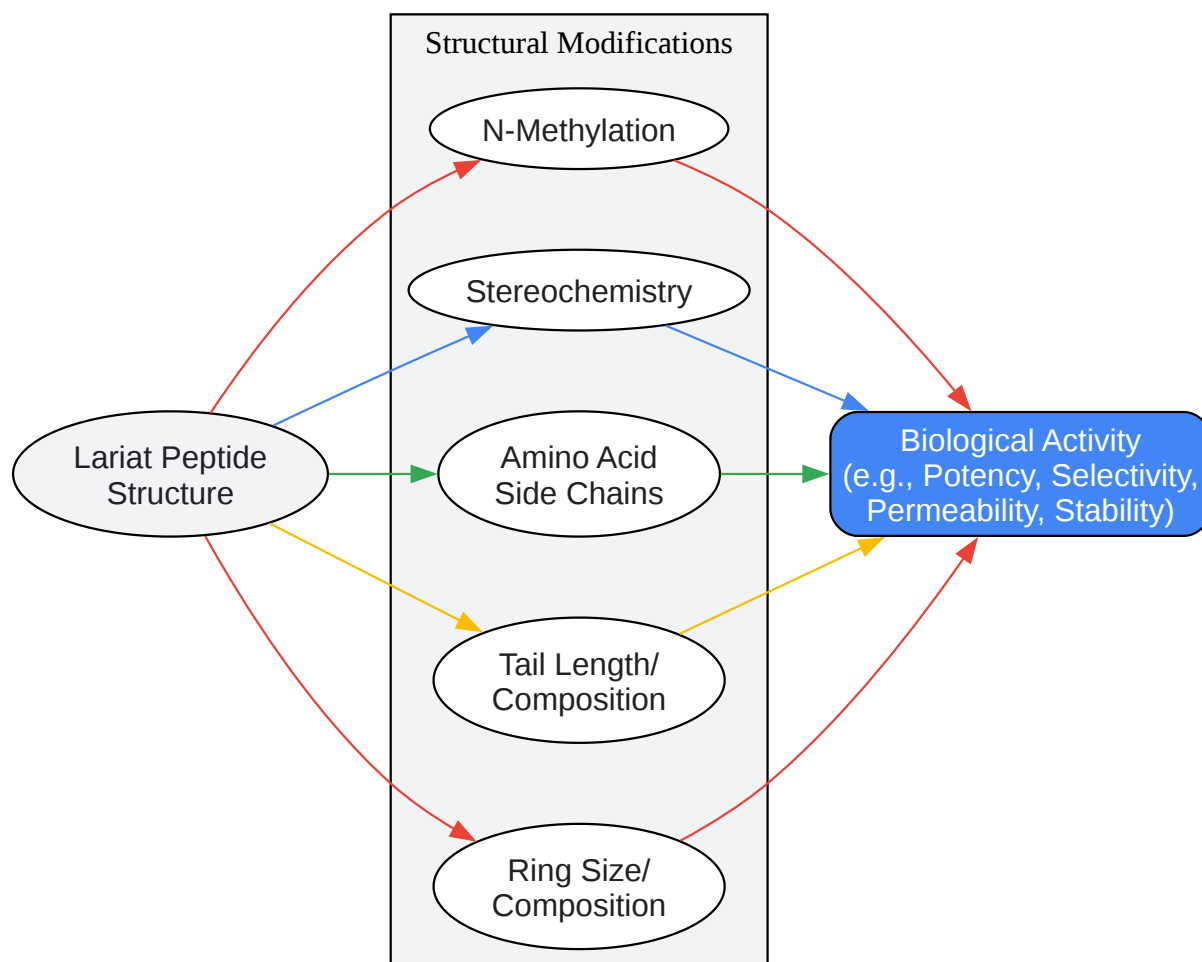 Structural Modifications
N-Methylation
Stereochemistry
Lariat Peptide
Structure
Amino Acid
Side Chains
Biological Activity
(e.g., Potency, Selectivity,
Permeability, Stability)
Tail Length/
Composition
Ring Size/
Composition